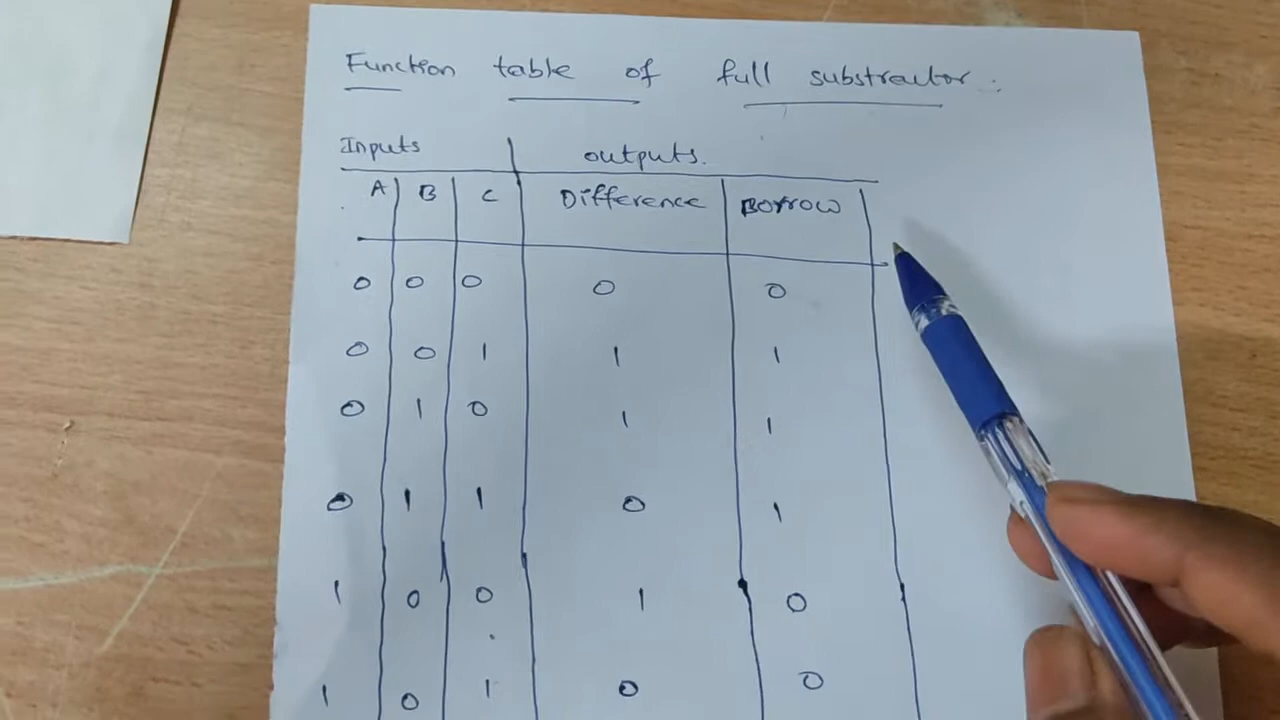 Function table of full substractor.
Inputs outputs.
A B C Difference Borrow
0 0 0 0 0
0 0 1 1 1
0 1 0 1 1
0 1 1 0 1
1 0 0 1 0
1 0 1 0 0